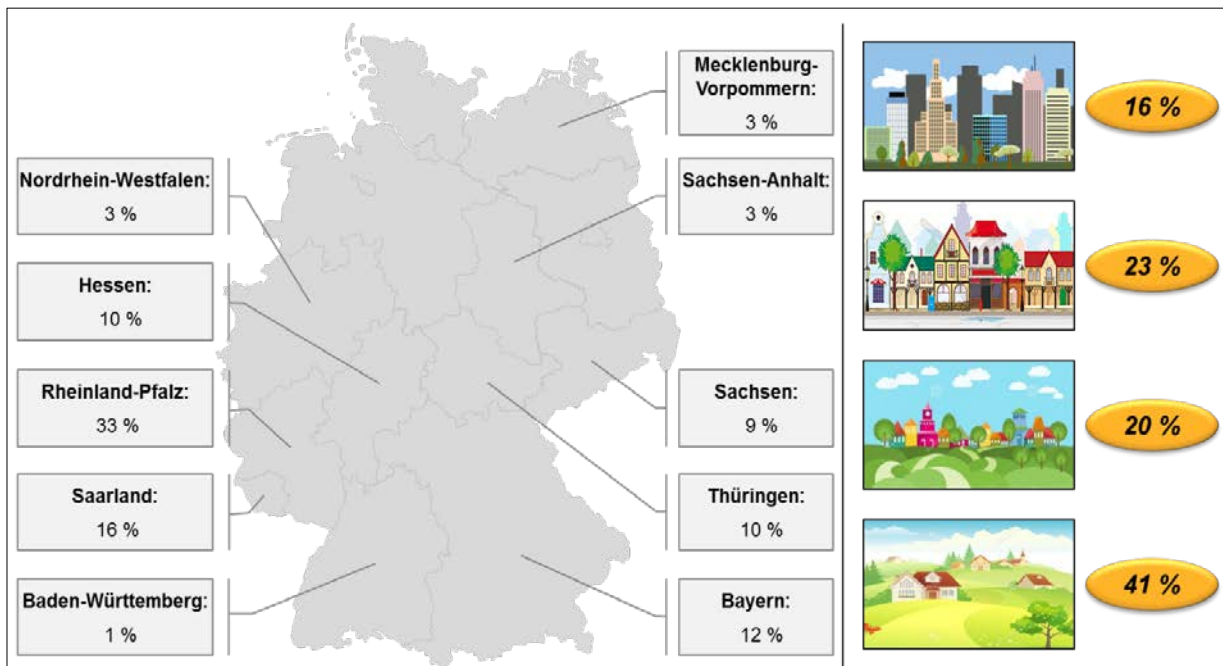 Mecklenburg-
Vorpommern:
3 %
Nordrhein-Westfalen:
3 %
Sachsen-Anhalt:
3 %
Hessen:
10 %
Rheinland-Pfalz:
33 %
Sachsen:
9 %
Saarland:
16 %
Thüringen:
10 %
Baden-Württemberg:
1 %
Bayern:
12 %
16 %
23 %
20 %
41 %